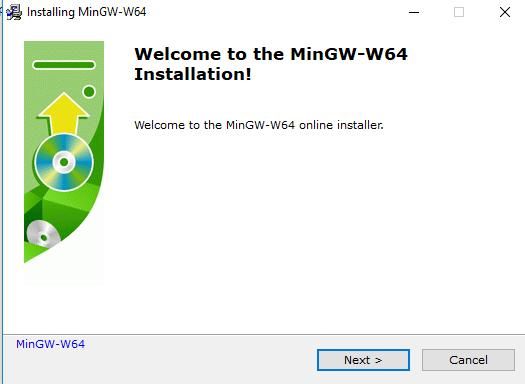 Installing MinGW-W64
Welcome to the MinGW-W64
Installation!
Welcome to the MinGW-W64 online installer.
MinGW-W64
Next >
Cancel